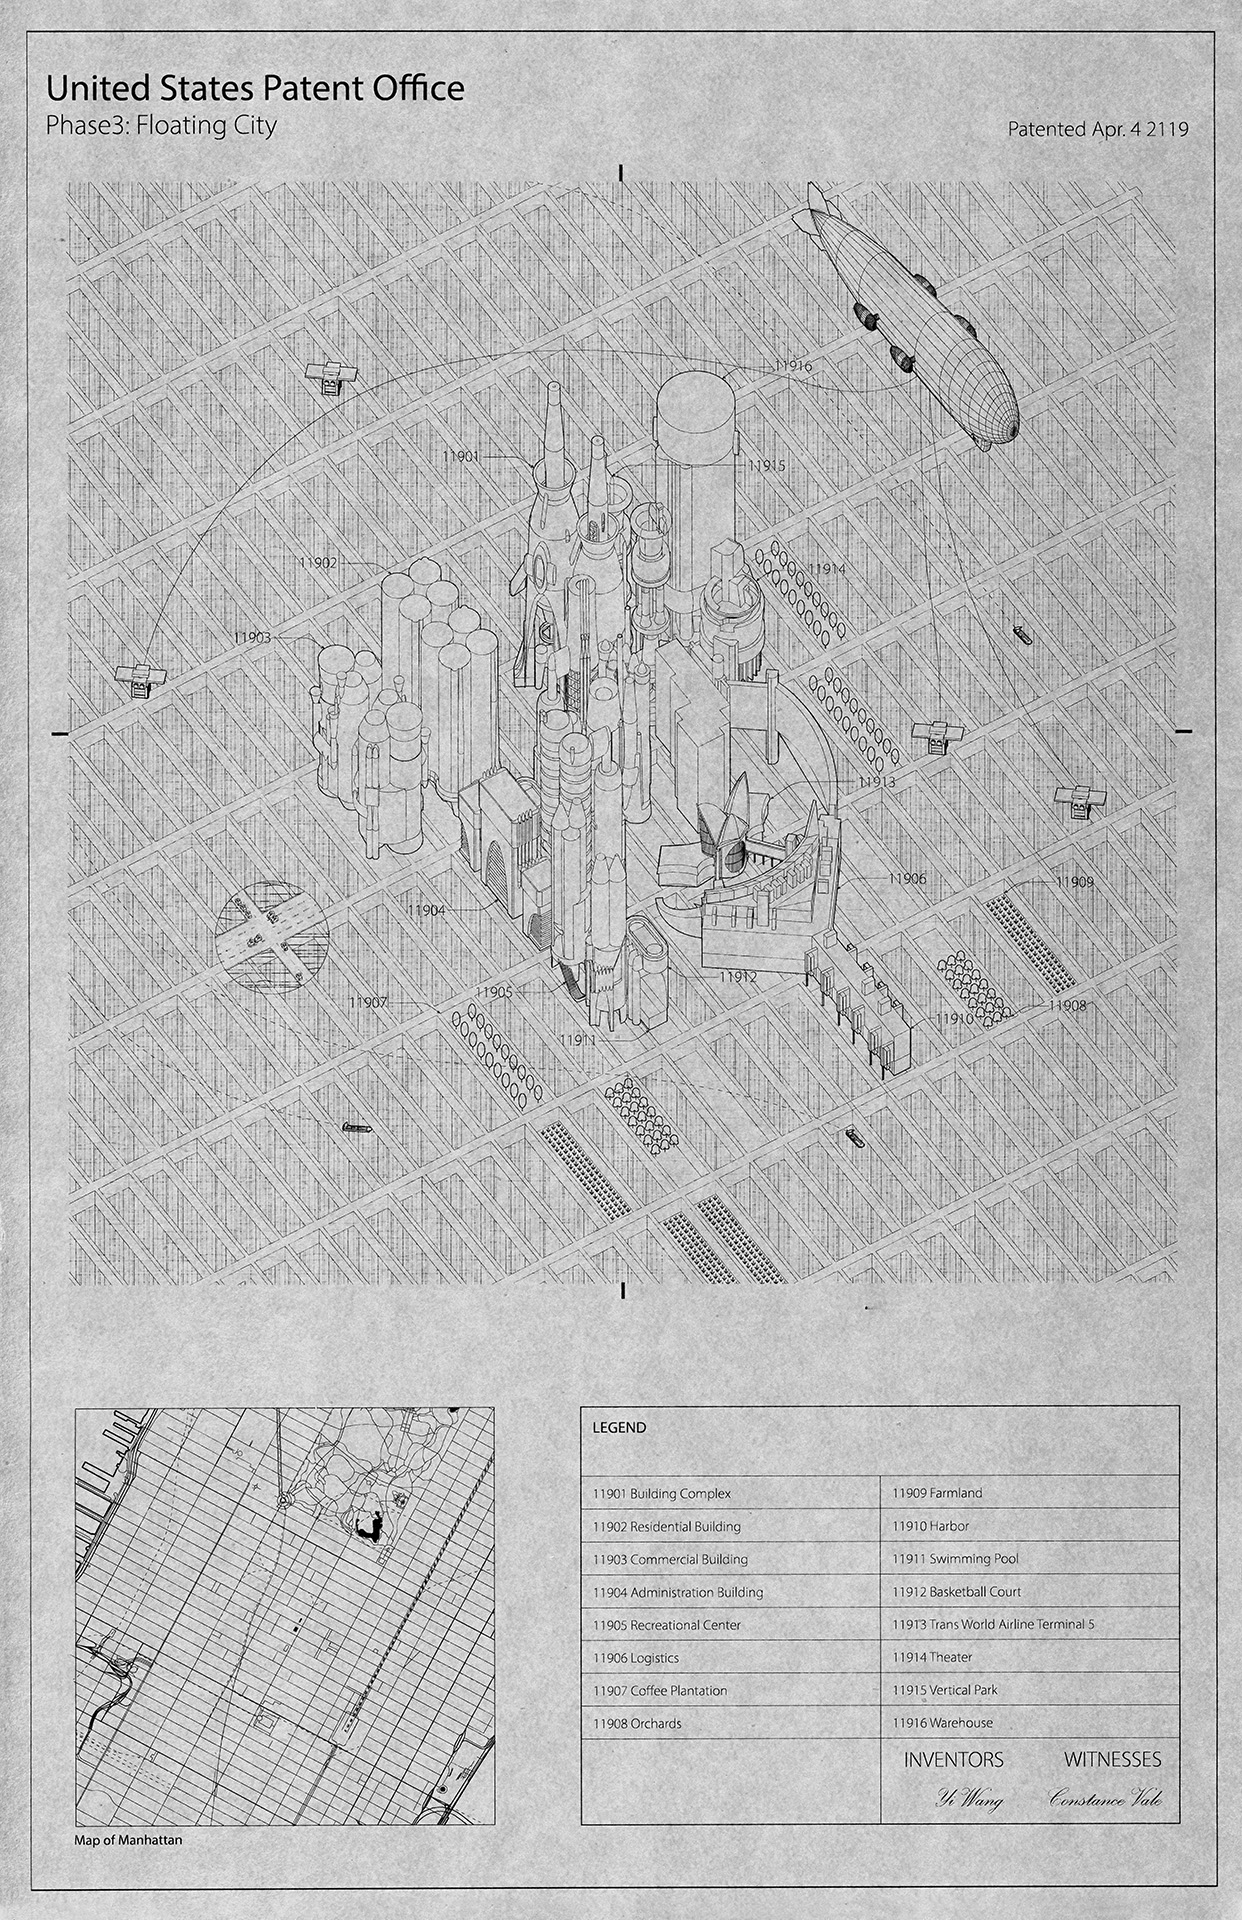 United States Patent Office
Phase3: Floating City
Patented Apr. 4 2119
11916
11901
11915
11902
11914
11903
11913
11906
11909
11904
11912
11905
11907
11910
11908
11911
LEGEND
11901 Building Complex
11909 Farmland
11902 Residential Building
11910 Harbor
11903 Commercial Building
11911 Swimming Pool
11904 Administration Building
11912 Basketball Court
11905 Recreational Center
11913 Trans World Airline Terminal 5
11906 Logistics
11914 Theater
11907 Coffee Plantation
11915 Vertical Park
11908 Orchards
11916 Warehouse
INVENTORS
WITNESSES
Yi Wang
Constance Vale
Map of Manhattan